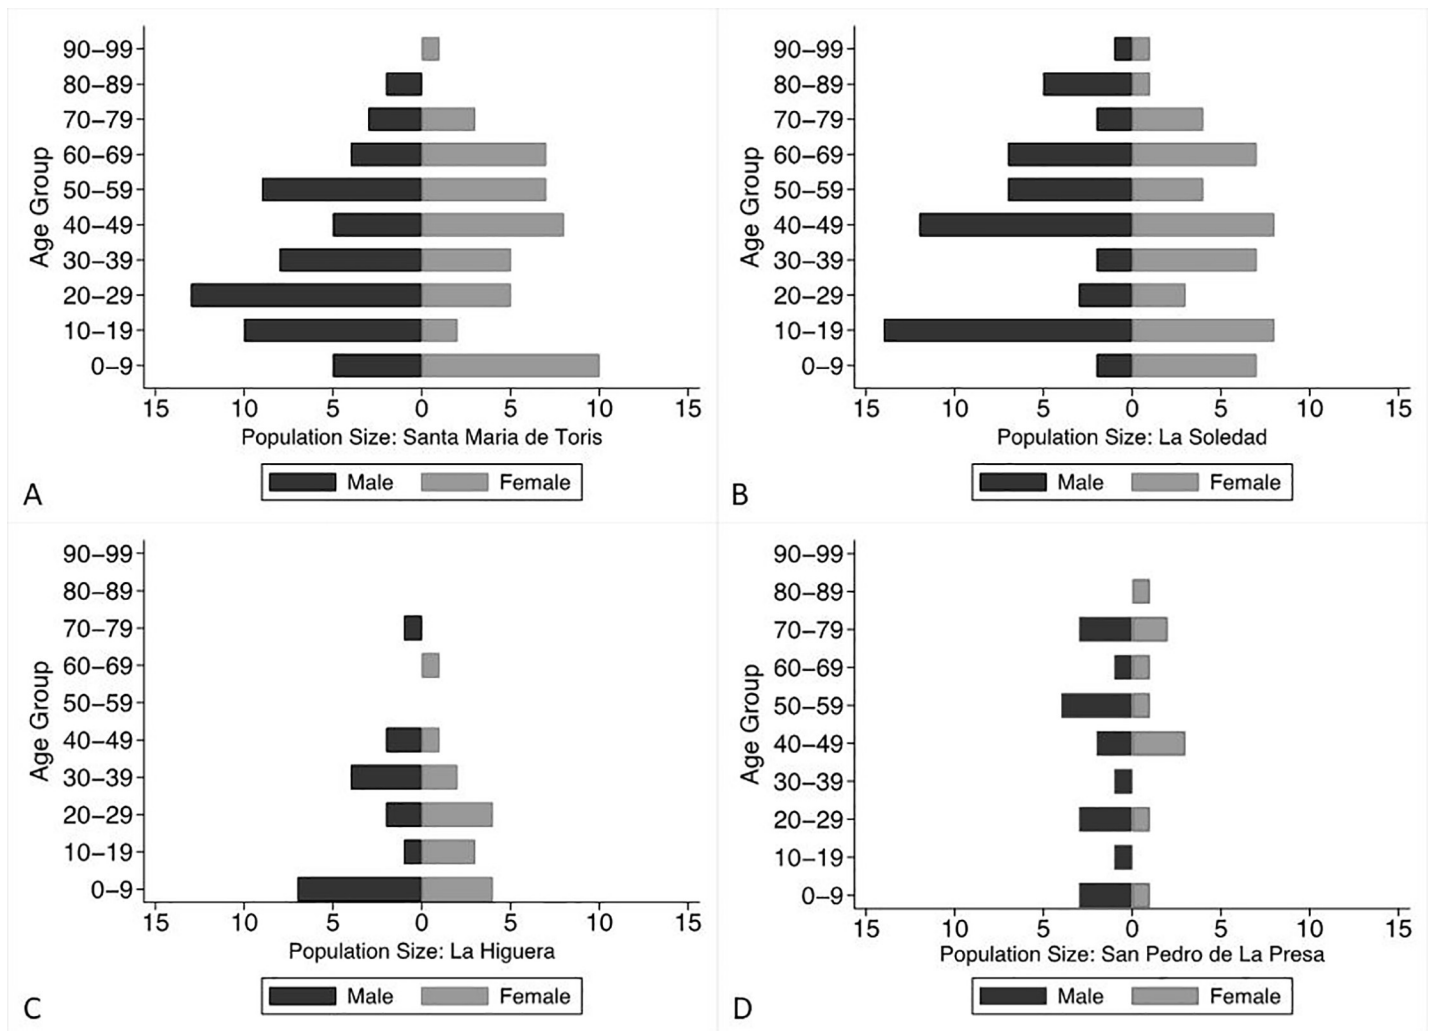 90–99
80–89
70–79
60–69
50–59
40–49
30–39
20–29
10–19
0–9
Age Group
15 10 5 0 5 10 15
Population Size: Santa Maria de Toris
Male Female
A
90–99
80–89
70–79
60–69
50–59
40–49
30–39
20–29
10–19
0–9
Age Group
15 10 5 0 5 10 15
Population Size: La Soledad
Male Female
B
90–99
80–89
70–79
60–69
50–59
40–49
30–39
20–29
10–19
0–9
Age Group
15 10 5 0 5 10 15
Population Size: La Higuera
Male Female
C
90–99
80–89
70–79
60–69
50–59
40–49
30–39
20–29
10–19
0–9
Age Group
15 10 5 0 5 10 15
Population Size: San Pedro de La Presa
Male Female
D